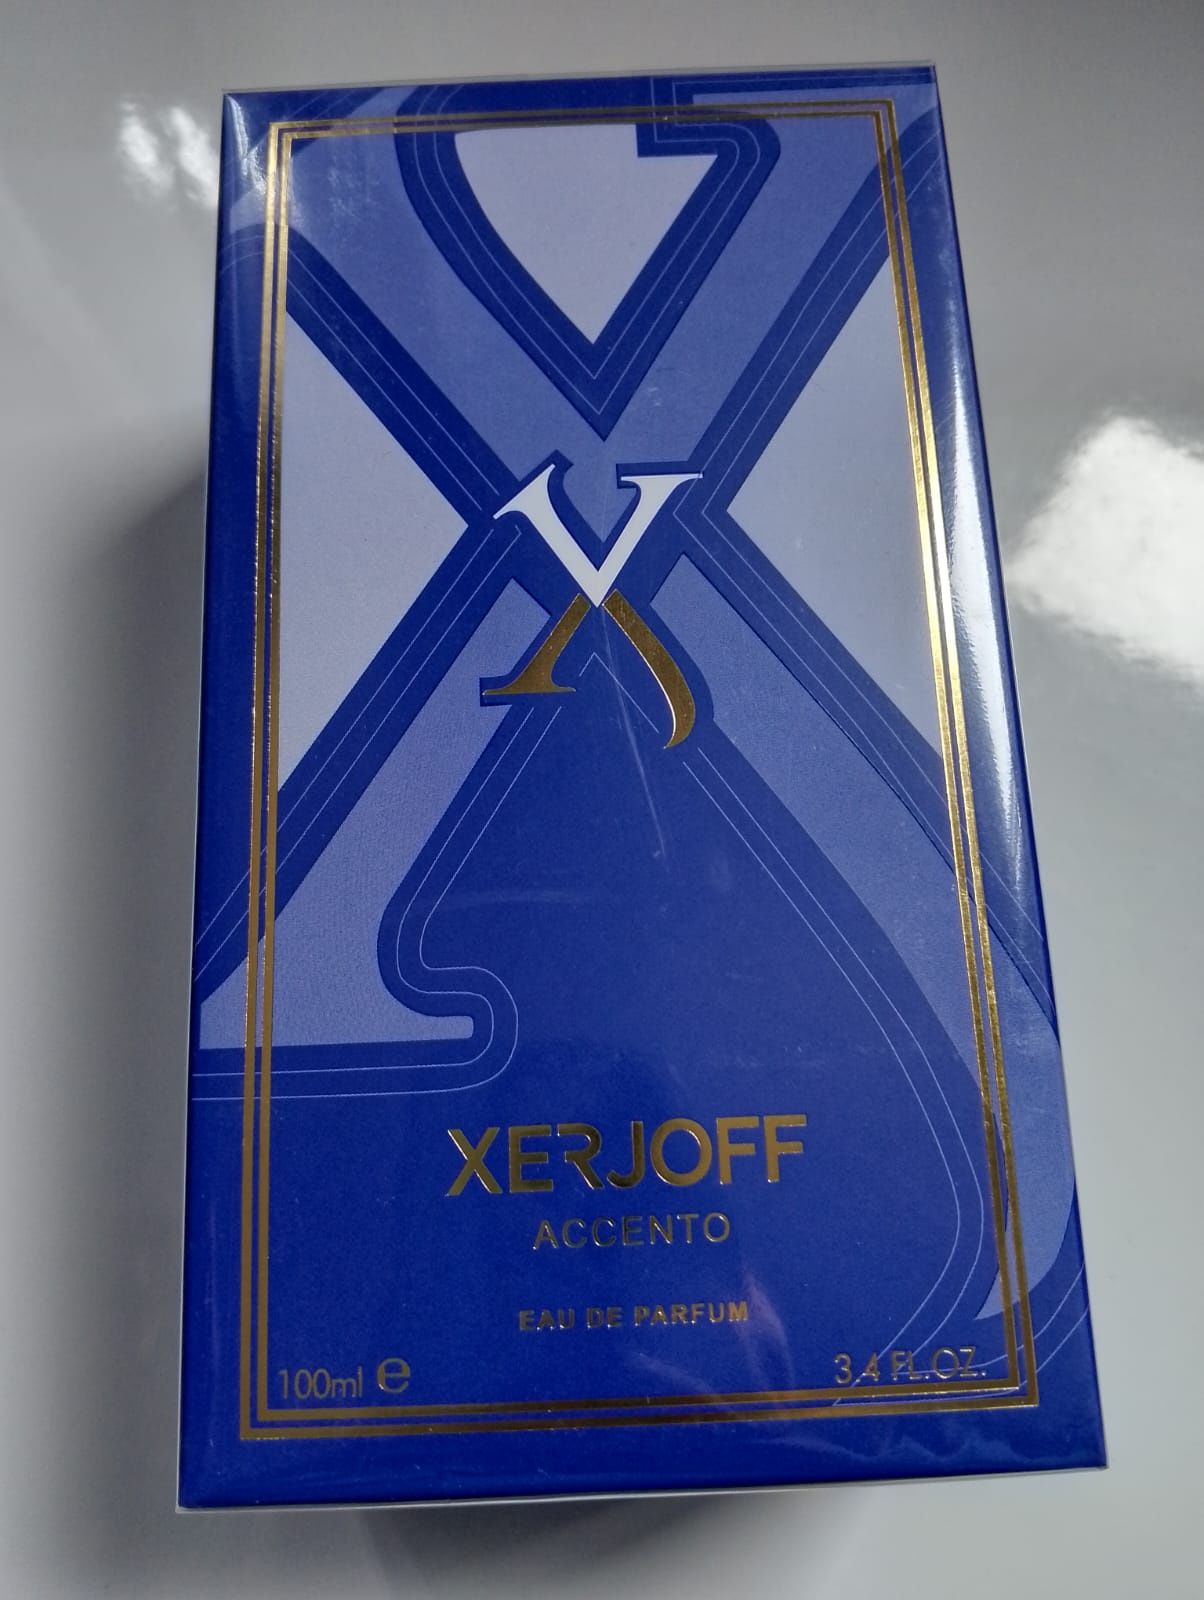 XERJOFF
ACCENTO
EAU DE PARFUM
100ml e
3.4 FL.OZ.